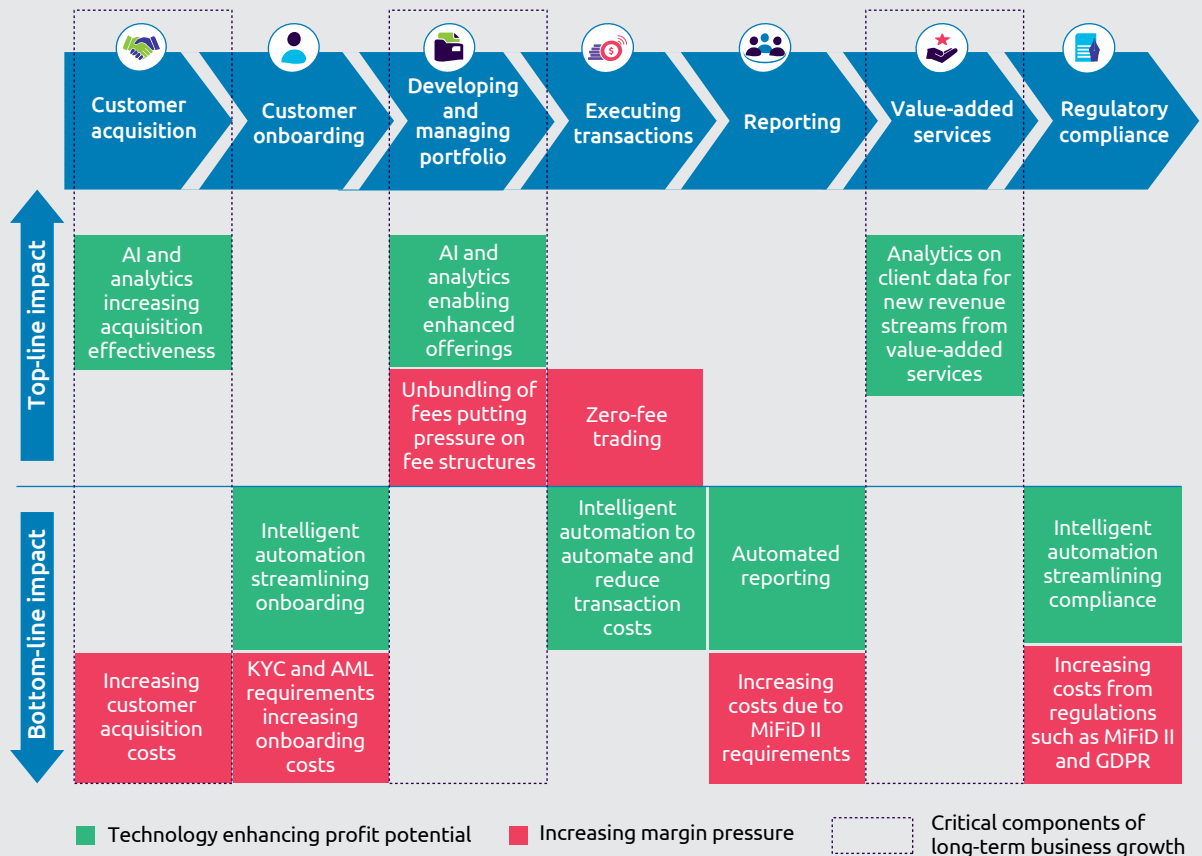 Customer
acquisition
Customer
onboarding
Developing
and
managing
portfolio
Executing
transactions
Reporting
Value-added
services
Regulatory
compliance
Top-line impact
AI and
analytics
increasing
acquisition
effectiveness
AI and
analytics
enabling
enhanced
offerings
Analytics on
client data for
new revenue
streams from
value-added
services
Unbundling of
fees putting
pressure on
fee structures
Zero-fee
trading
Bottom-line impact
Intelligent
automation
streamlining
onboarding
Intelligent
automation to
automate and
reduce
transaction
costs
Automated
reporting
Intelligent
automation
streamlining
compliance
Increasing
customer
acquisition
costs
KYC and AML
requirements
increasing
onboarding
costs
Increasing
costs due to
MiFiD II
requirements
Increasing
costs from
regulations
such as MiFiD II
and GDPR
Technology enhancing profit potential
Increasing margin pressure
Critical components of
long-term business growth